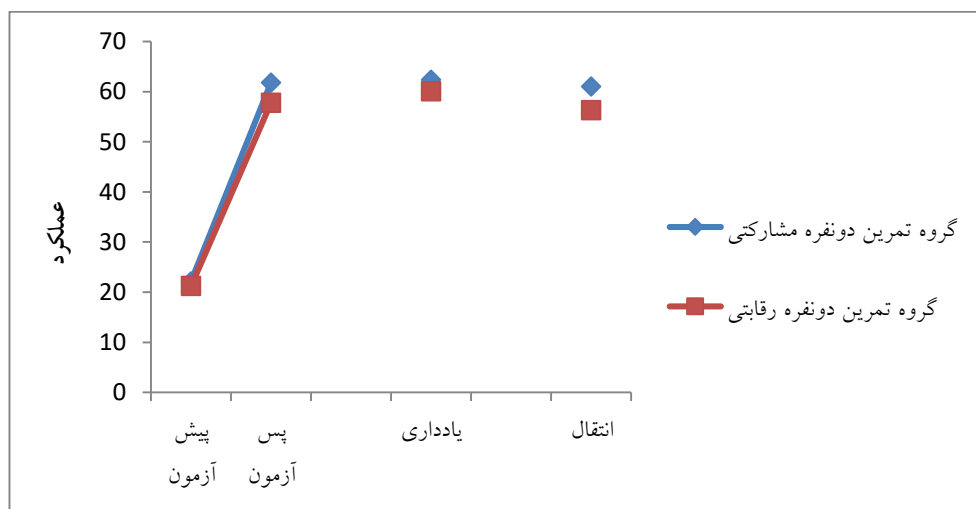 70
60
50
40
30
20
10
0
عملکرد
پیش آزمون
پس آزمون
یادداری
انتقال
گروه تمرین دونفره مشارکتی
گروه تمرین دونفره رقابتی